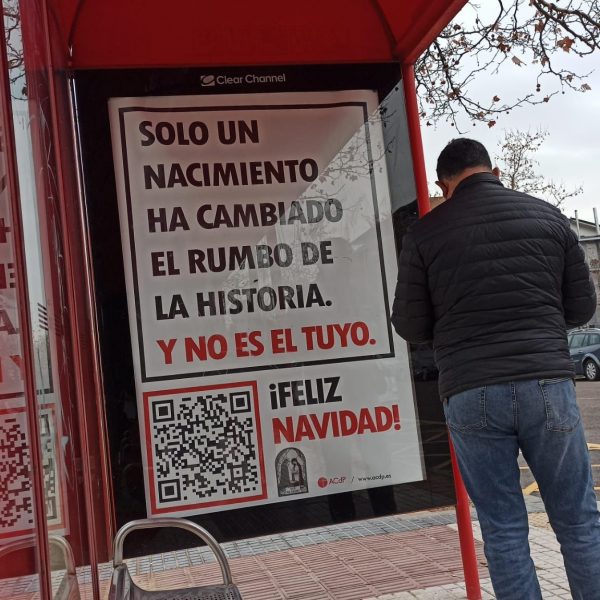 Clear Channel
SOLO UN
NACIMIENTO
HA CAMBIADO
EL RUMBO DE
LA HISTORIA.
Y NO ES EL TUYO.
¡FELIZ
NAVIDAD!
ACdP / www.acdp.es